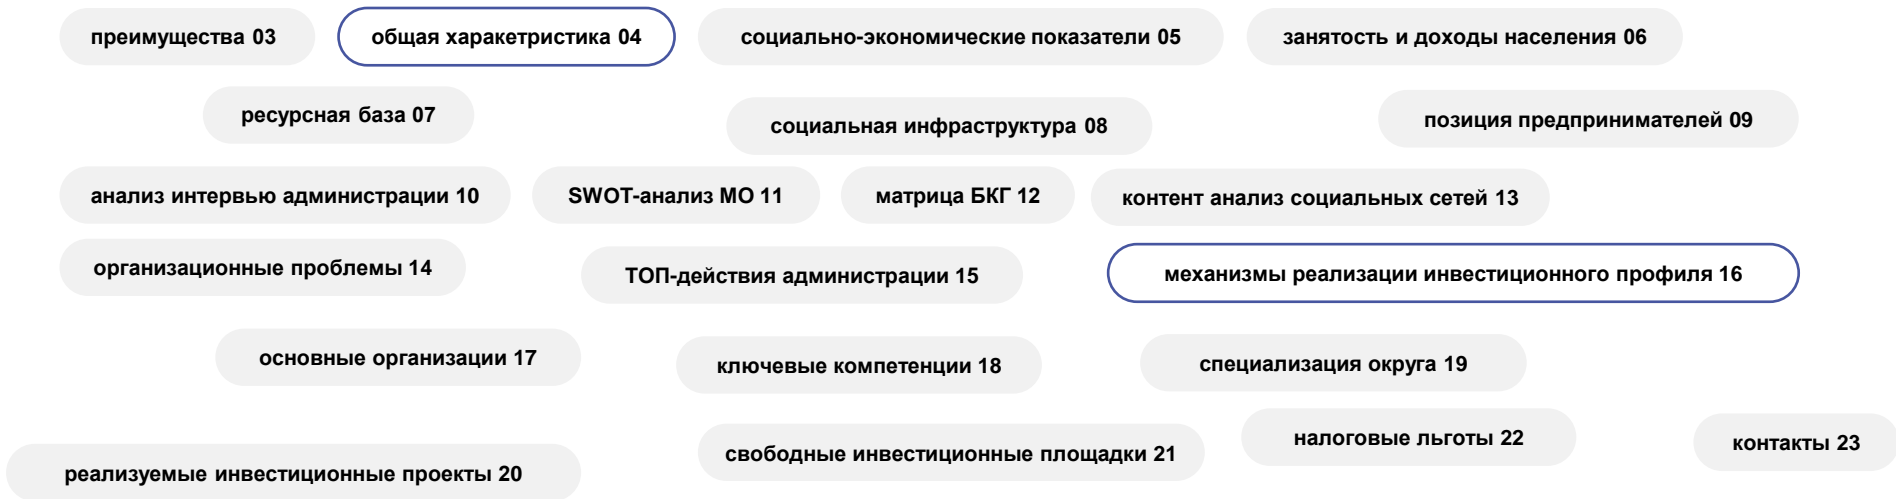 преимущества 03
общая харакетристика 04
социально-экономические показатели 05
занятость и доходы населения 06
ресурсная база 07
социальная инфраструктура 08
позиция предпринимателей 09
анализ интервью администрации 10
SWOT-анализ МО 11
матрица БКГ 12
контент анализ социальных сетей 13
организационные проблемы 14
ТОП-действия администрации 15
механизмы реализации инвестиционного профиля 16
основные организации 17
ключевые компетенции 18
специализация округа 19
реализуемые инвестиционные проекты 20
свободные инвестиционные площадки 21
налоговые льготы 22
контакты 23